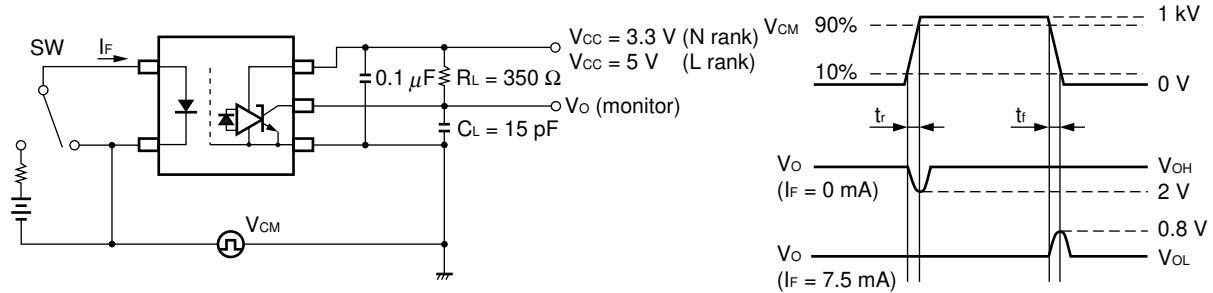 SW
IF
VCC = 3.3 V (N rank)
VCC = 5 V (L rank)
0.1 μF
RL = 350 Ω
VO (monitor)
CL = 15 pF
VCM
VCM 90%
1 kV
10%
0 V
tr
tf
VO
(IF = 0 mA)
VOH
2 V
0.8 V
VO
(IF = 7.5 mA)
VOL